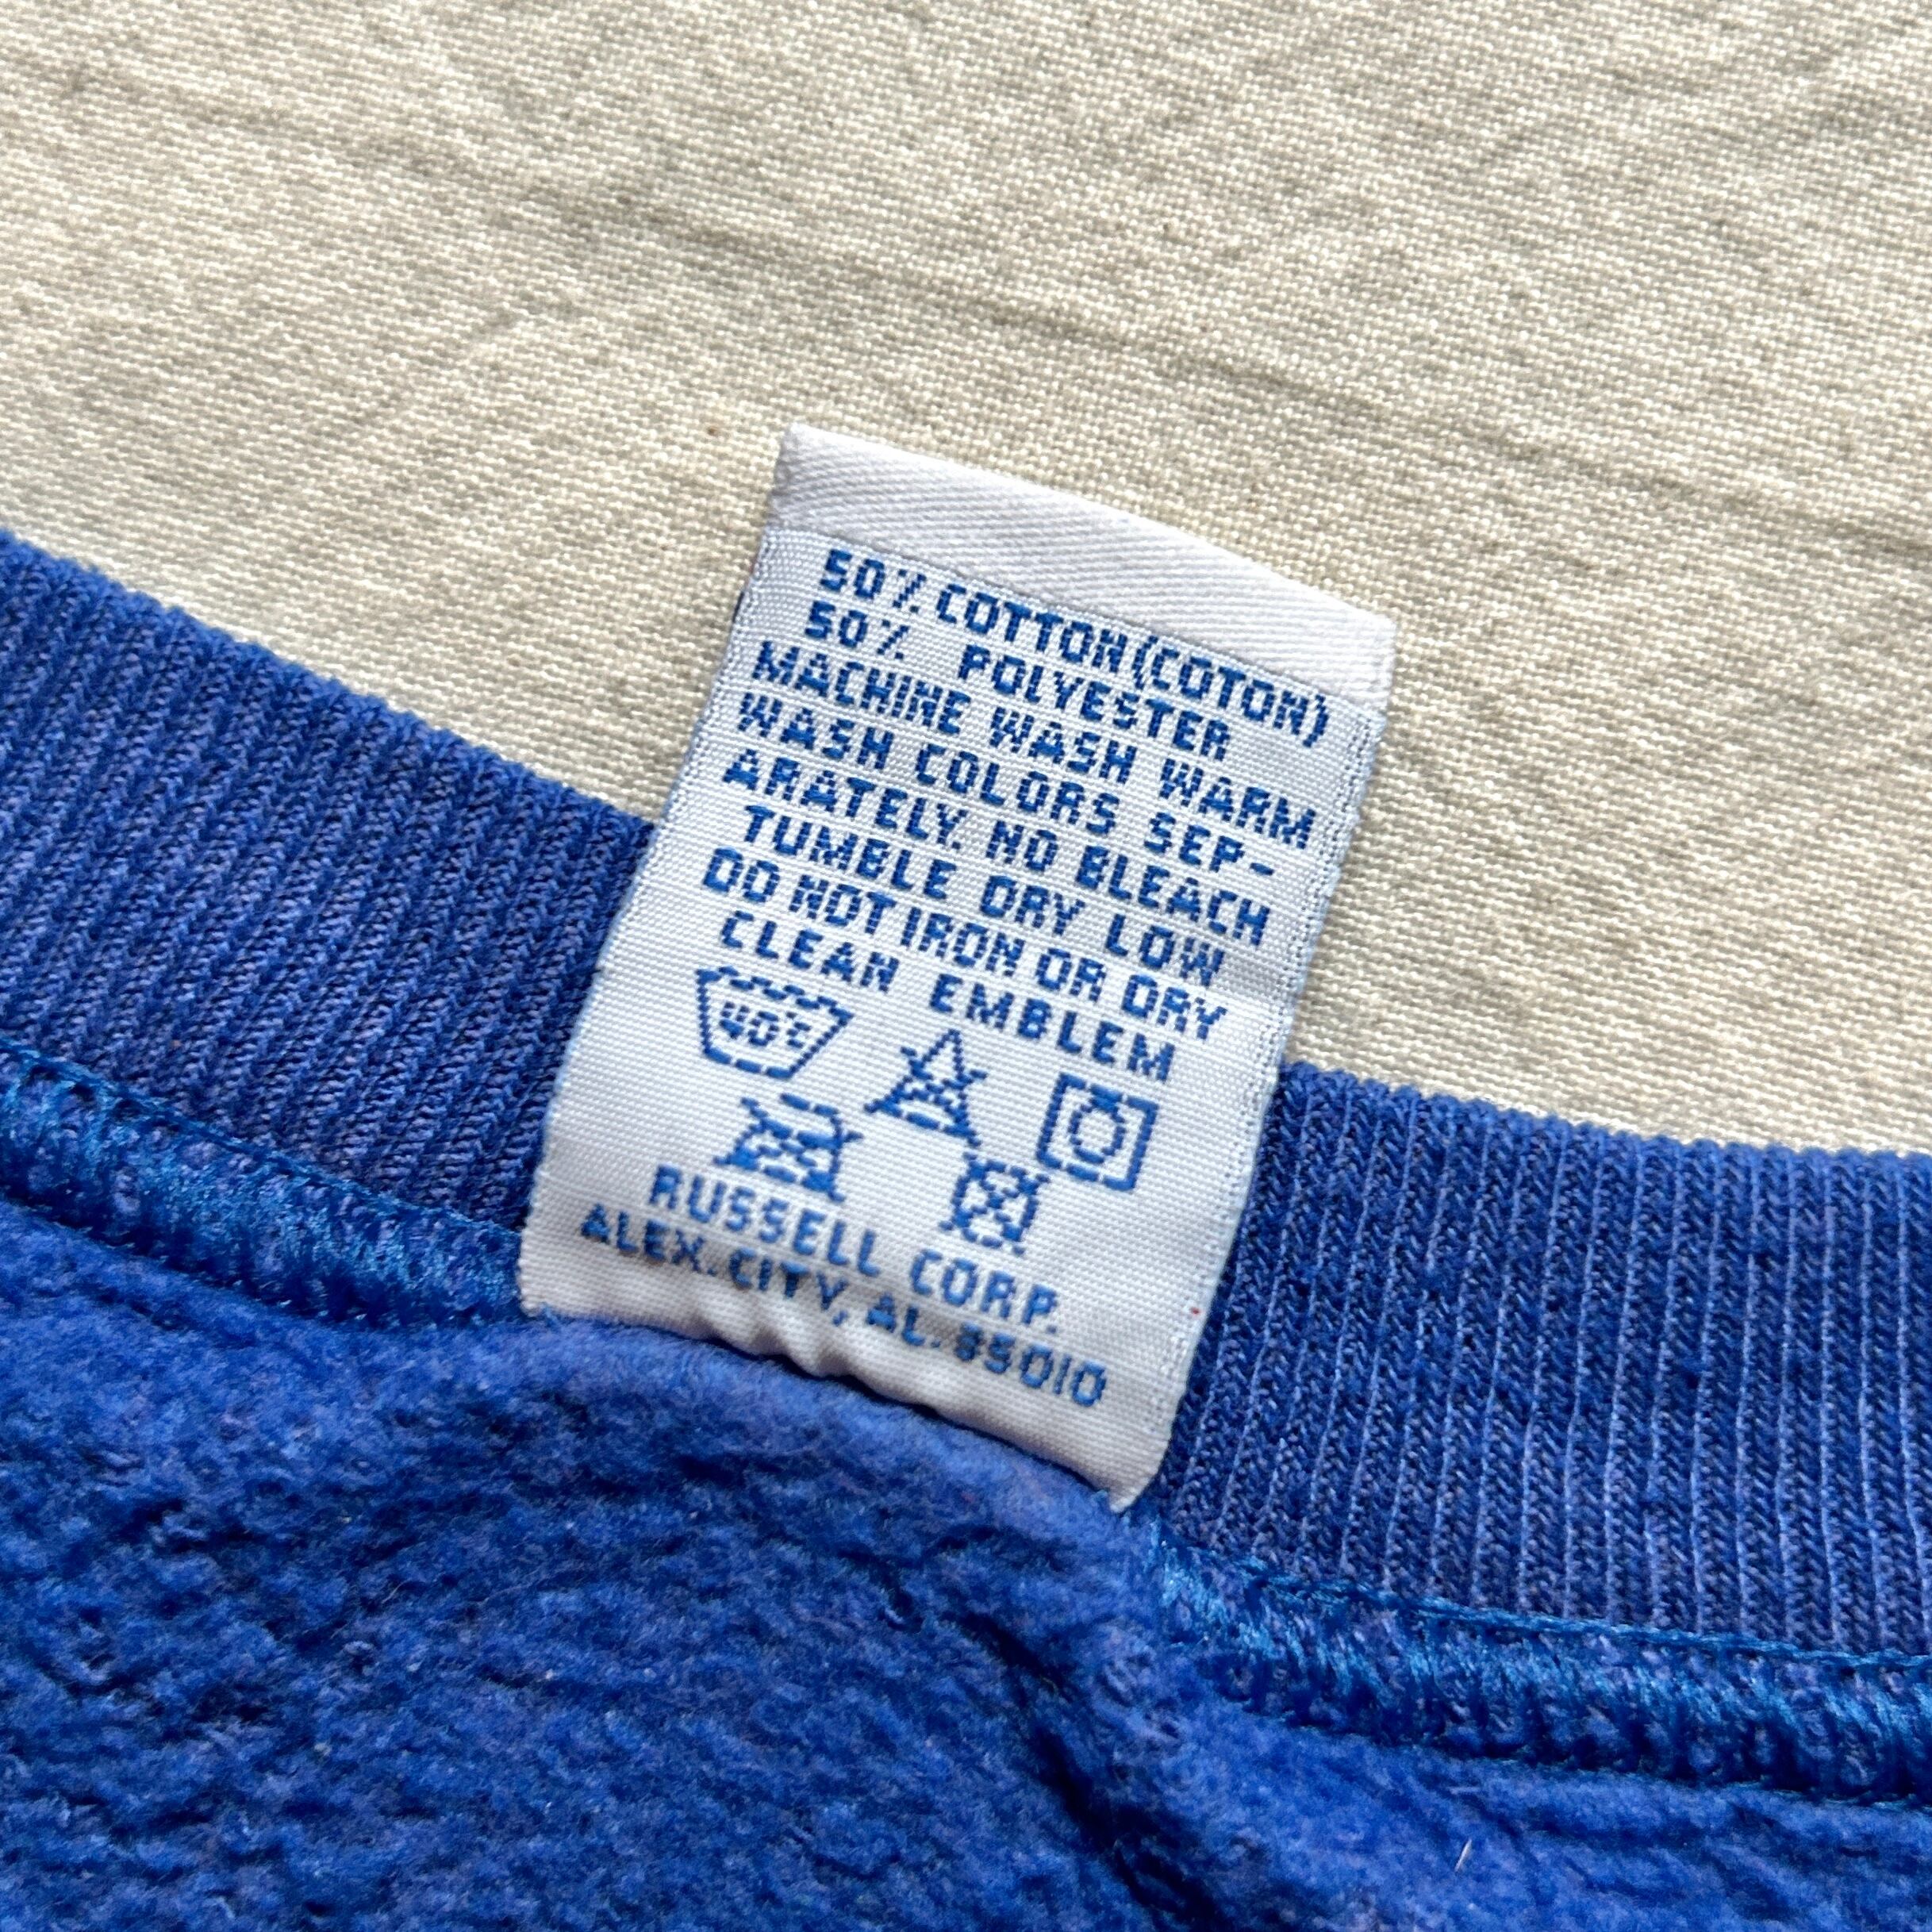 50% COTTON(COTON)
50% POLYESTER
MACHINE WASH WARM
WASH COLORS SEP-
ARATELY. NO BLEACH
TUMBLE DRY LOW
DO NOT IRON OR DRY
CLEAN EMBLEM
40°C
RUSSELL CORP.
ALEX. CITY, AL. 35010